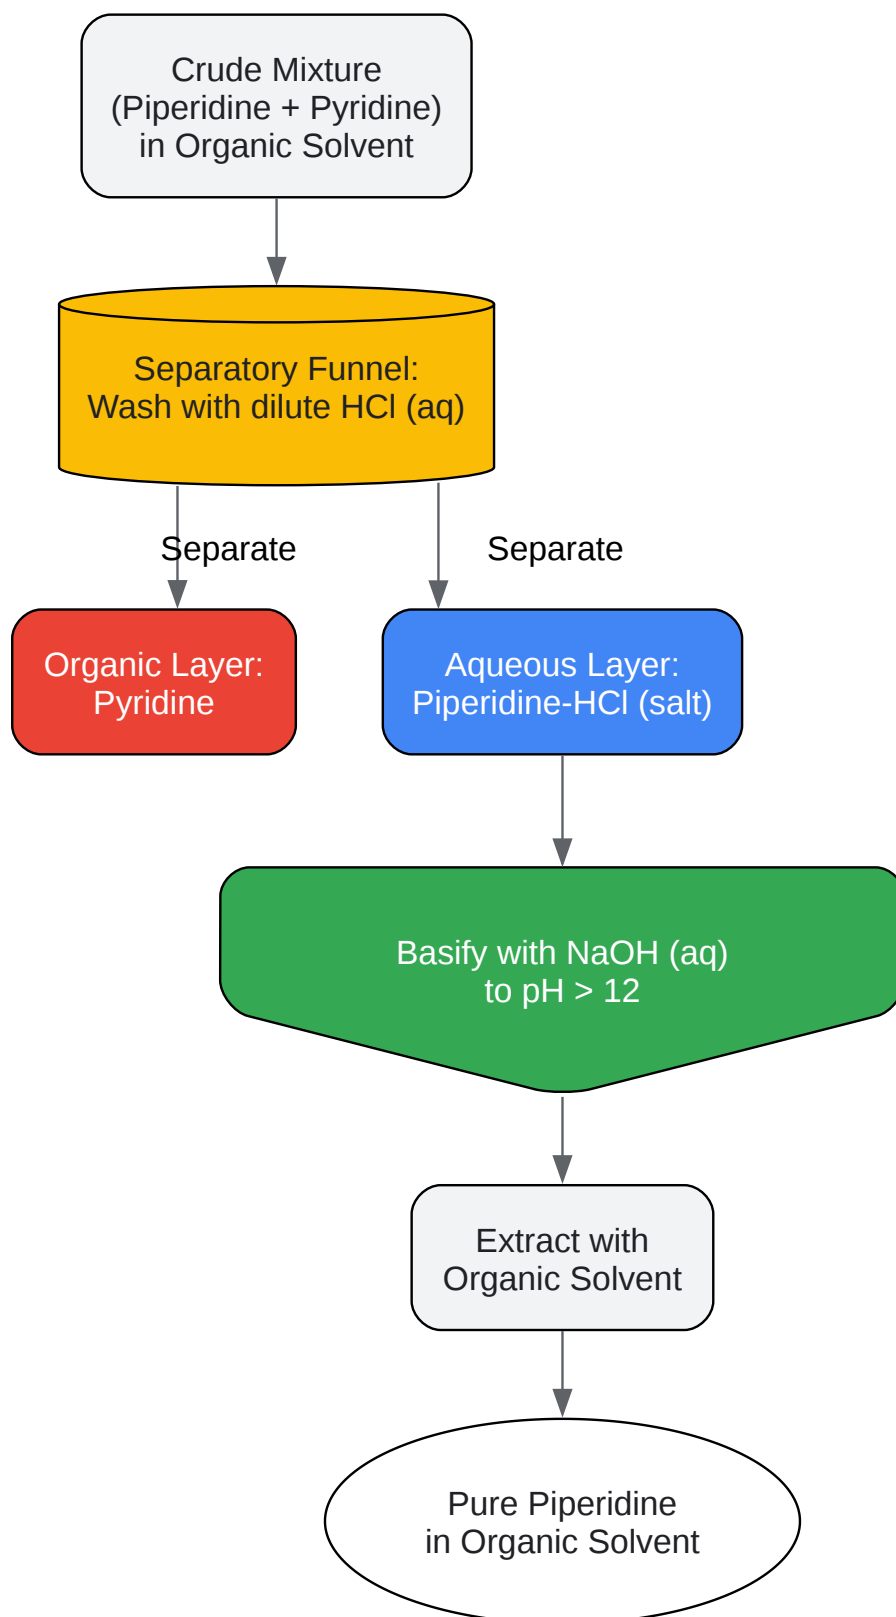 Crude Mixture
(Piperidine + Pyridine)
in Organic Solvent
Separatory Funnel:
Wash with dilute HCl (aq)
Separate
Separate
Organic Layer:
Pyridine
Aqueous Layer:
Piperidine-HCl (salt)
Basify with NaOH (aq)
to pH > 12
Extract with
Organic Solvent
Pure Piperidine
in Organic Solvent